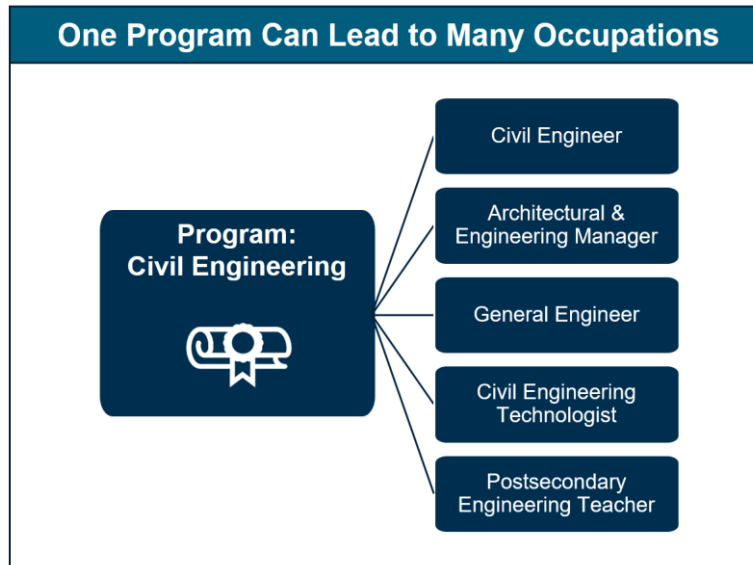 One Program Can Lead to Many Occupations
Program:
Civil Engineering
Civil Engineer
Architectural &
Engineering Manager
General Engineer
Civil Engineering
Technologist
Postsecondary
Engineering Teacher